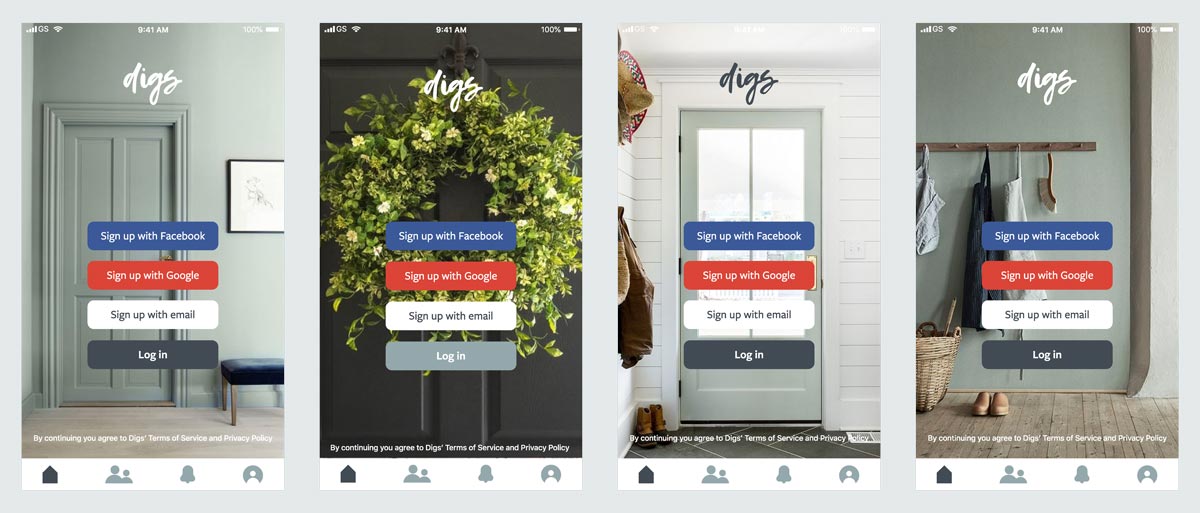 GS 9:41 AM 100%
digs
Sign up with Facebook
Sign up with Google
Sign up with email
Log in
By continuing you agree to Digs' Terms of Service and Privacy Policy
GS 9:41 AM 100%
digs
Sign up with Facebook
Sign up with Google
Sign up with email
Log in
By continuing you agree to Digs' Terms of Service and Privacy Policy
GS 9:41 AM 100%
digs
Sign up with Facebook
Sign up with Google
Sign up with email
Log in
By continuing you agree to Digs' Terms of Service and Privacy Policy
GS 9:41 AM 100%
digs
Sign up with Facebook
Sign up with Google
Sign up with email
Log in
By continuing you agree to Digs' Terms of Service and Privacy Policy